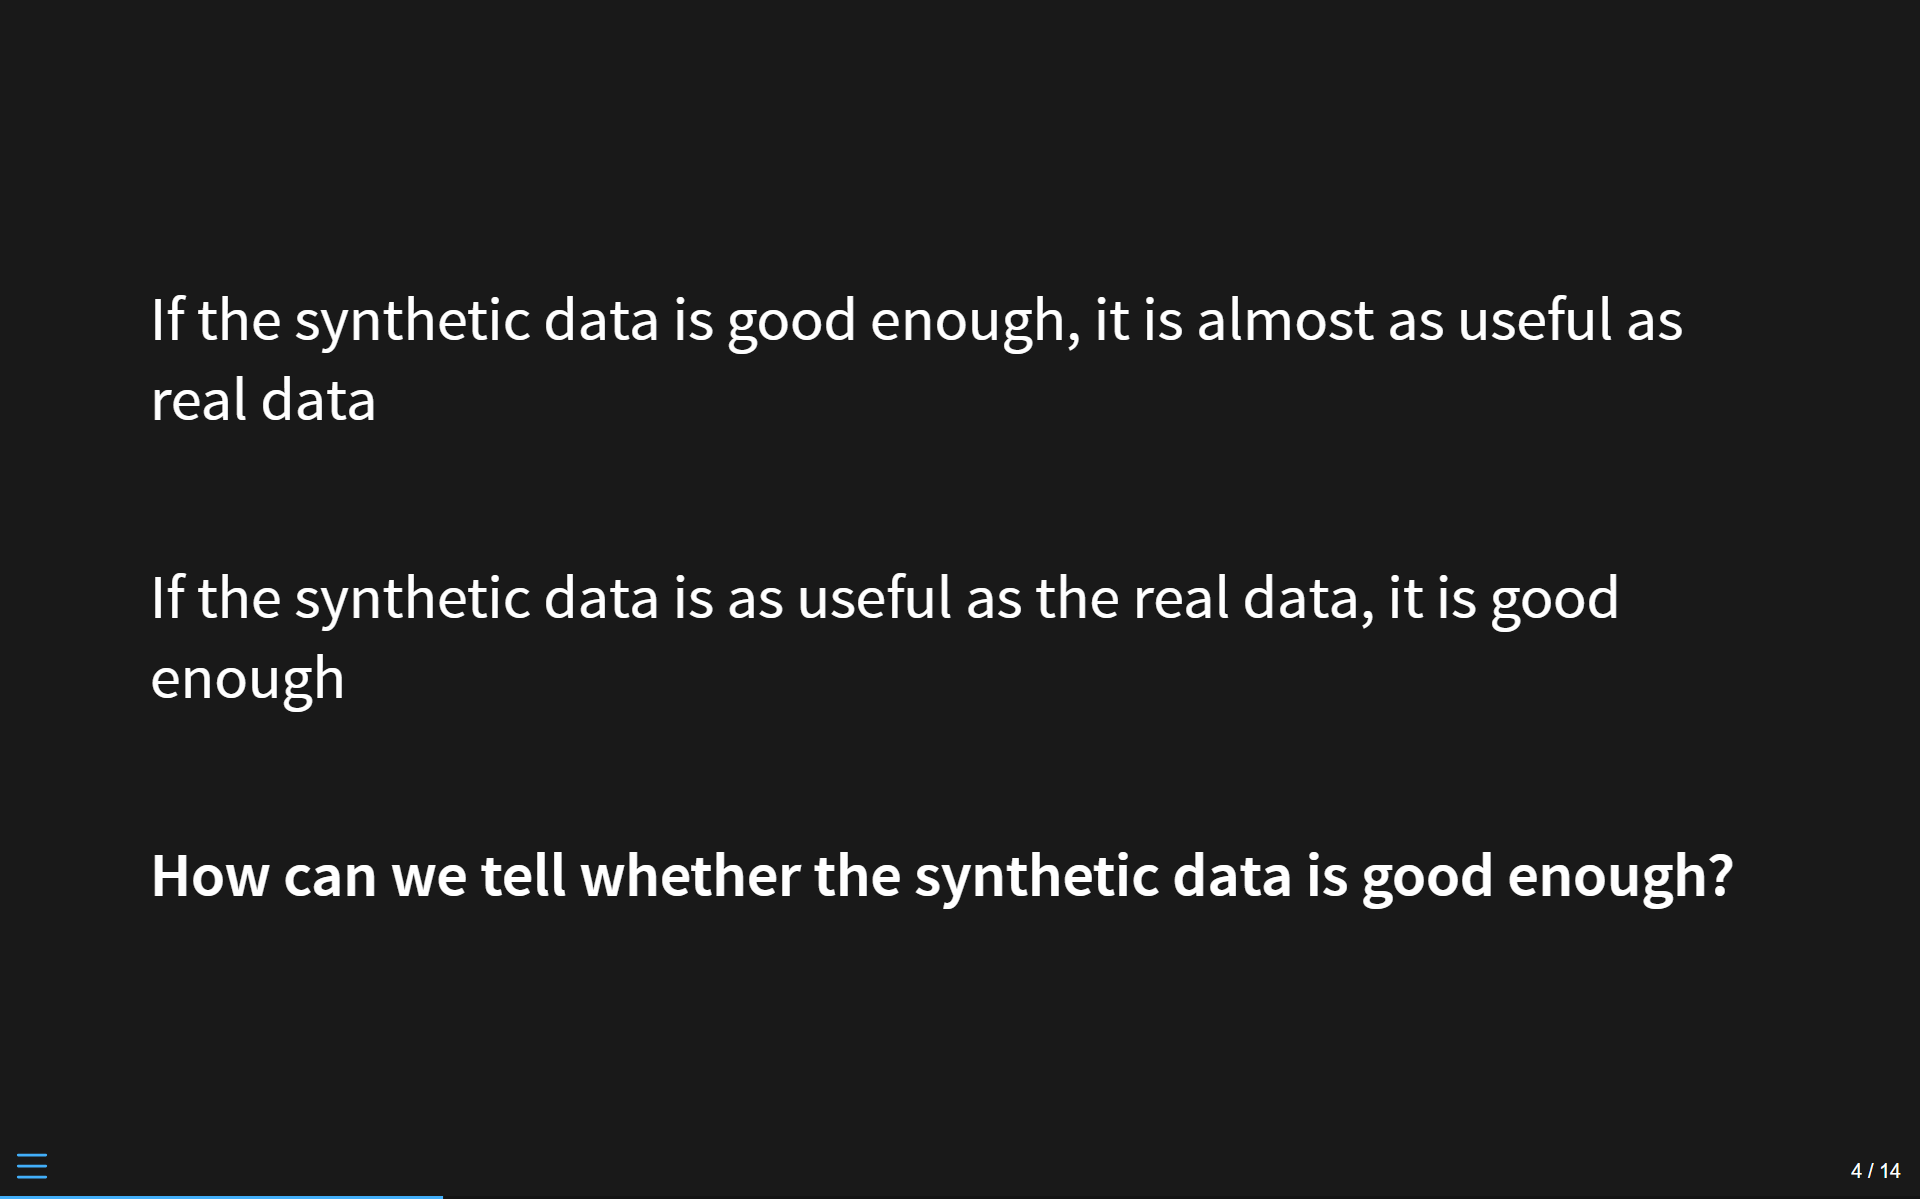 If the synthetic data is good enough, it is almost as useful as
real data
If the synthetic data is as useful as the real data, it is good
enough
How can we tell whether the synthetic data is good enough?
4 / 14